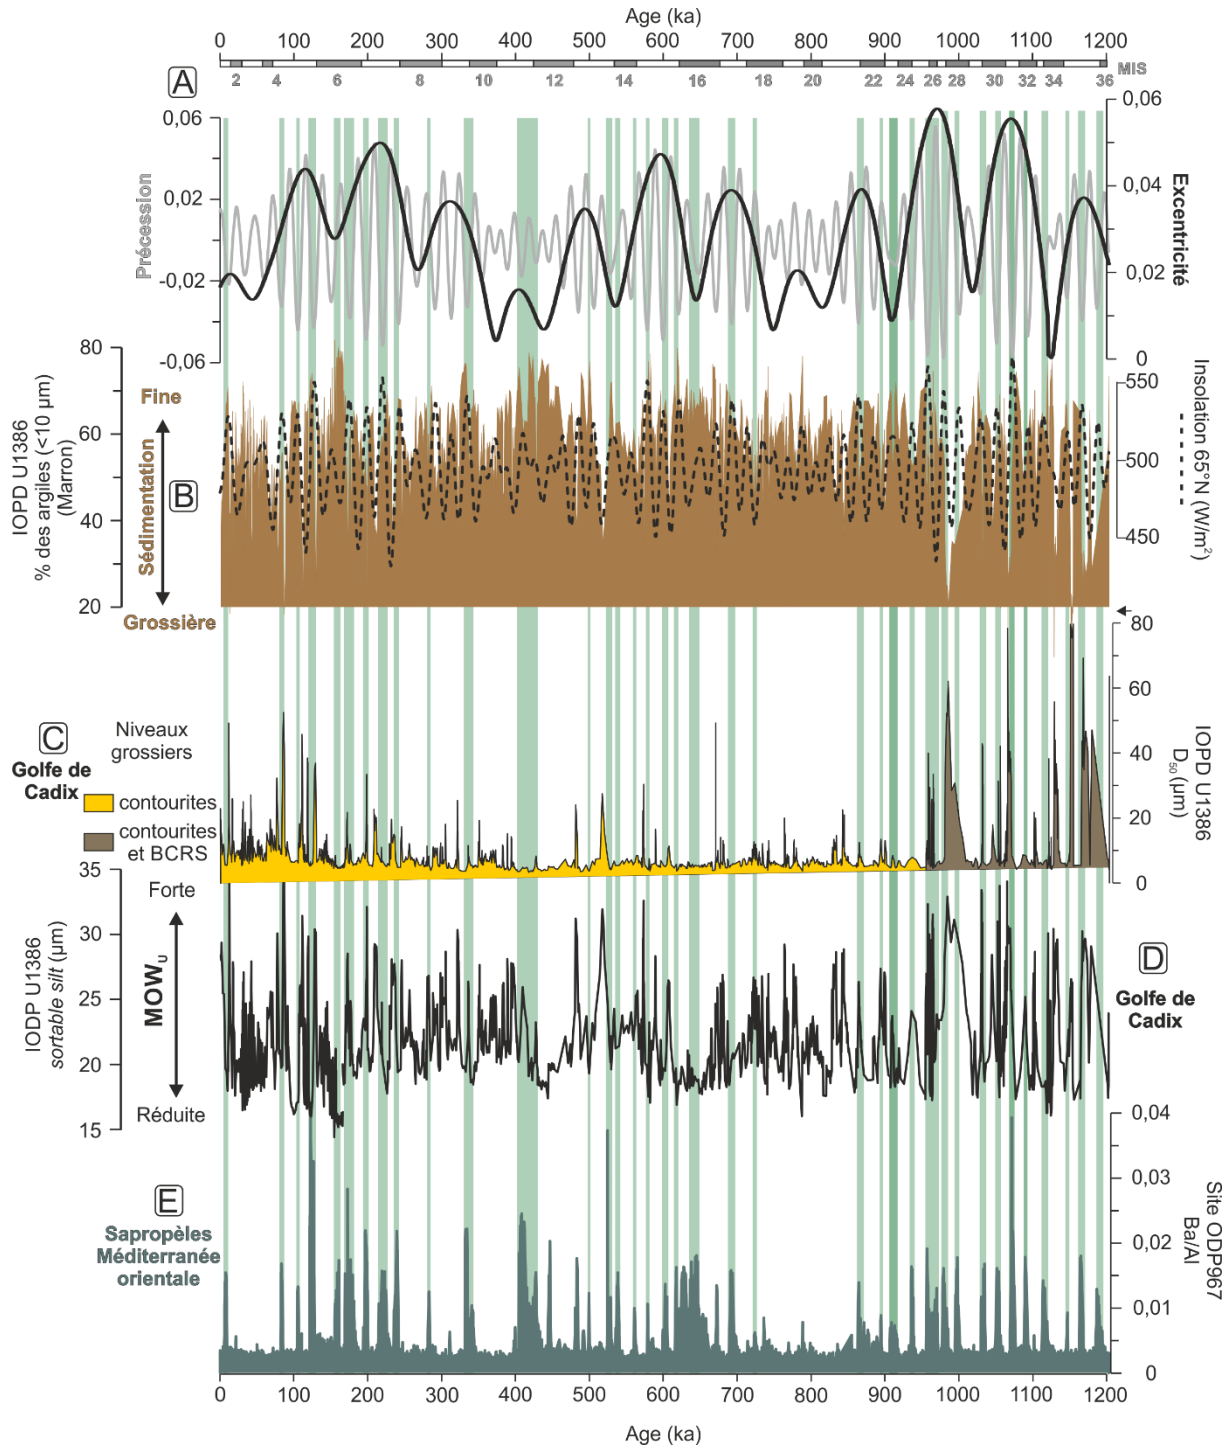 Age (ka)
0 100 200 300 400 500 600 700 800 900 1000 1100 1200
MIS
2 4 6 8 10 12 14 16 18 20 22 24 26 28 30 32 34 36
A
0,06
0,02
-0.02
-0,06
Précession
0,06
0,04
0,02
0
Excentricité
80
60
40
20
IOPD U1386
% des argiles (<10 µm)
(Marron)
Fine
Sédimentation
B
Grossière
550
500
450
Insolation 65°N (W/m²)
C
Golfe de
Cadix
Niveaux
grossiers
contourites
contourites
et BCRS
80
60
40
20
0
IOPD U1386
D₅₀ (µm)
35
30
25
20
15
IODP U1386
sortable silt (µm)
Forte
MOWU
Réduite
D
Golfe de
Cadix
E
Sapropèles
Méditerranée
orientale
0,04
0,03
0,02
0,01
0
Site ODP967
Ba/Al
0 100 200 300 400 500 600 700 800 900 1000 1100 1200
Age (ka)